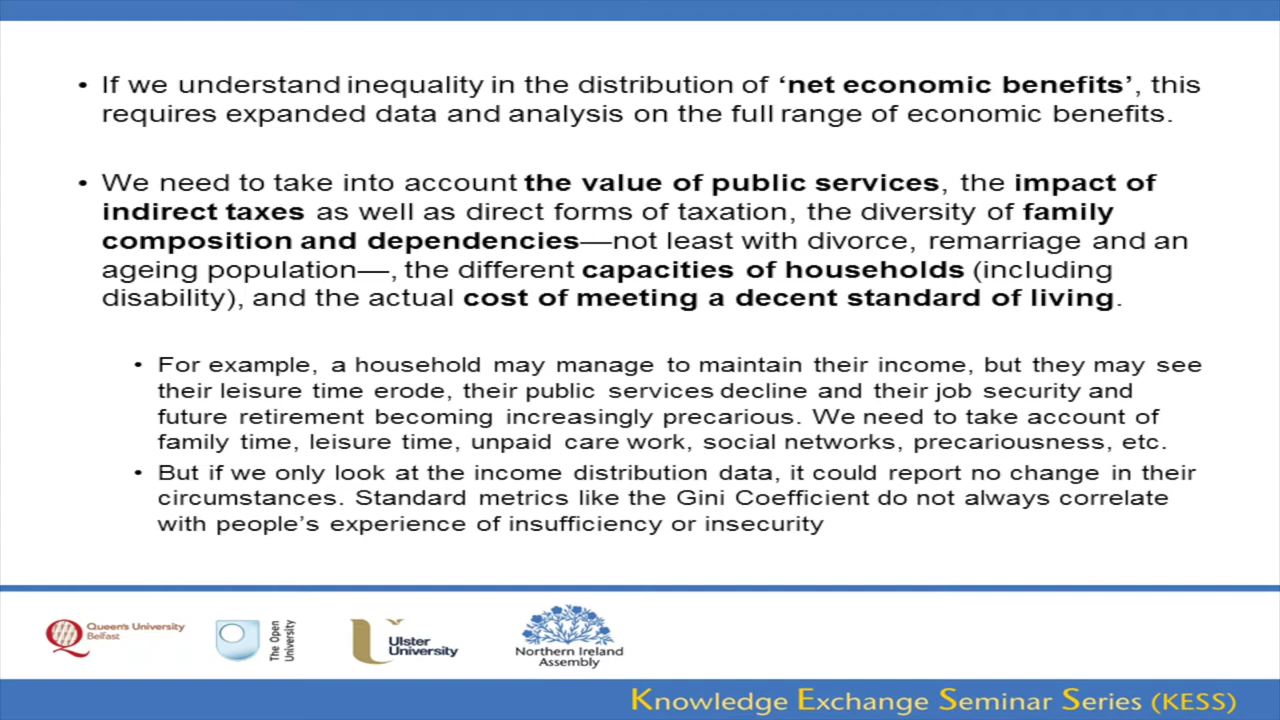 • If we understand inequality in the distribution of ‘net economic benefits’, this
requires expanded data and analysis on the full range of economic benefits.
• We need to take into account the value of public services, the impact of
indirect taxes as well as direct forms of taxation, the diversity of family
composition and dependencies—not least with divorce, remarriage and an
ageing population—, the different capacities of households (including
disability), and the actual cost of meeting a decent standard of living.
• For example, a household may manage to maintain their income, but they may see
their leisure time erode, their public services decline and their job security and
future retirement becoming increasingly precarious. We need to take account of
family time, leisure time, unpaid care work, social networks, precariousness, etc.
• But if we only look at the income distribution data, it could report no change in their
circumstances. Standard metrics like the Gini Coefficient do not always correlate
with people’s experience of insufficiency or insecurity
Queen's University
Belfast
The Open
University
Ulster
University
Northern Ireland
Assembly
Knowledge Exchange Seminar Series (KESS)